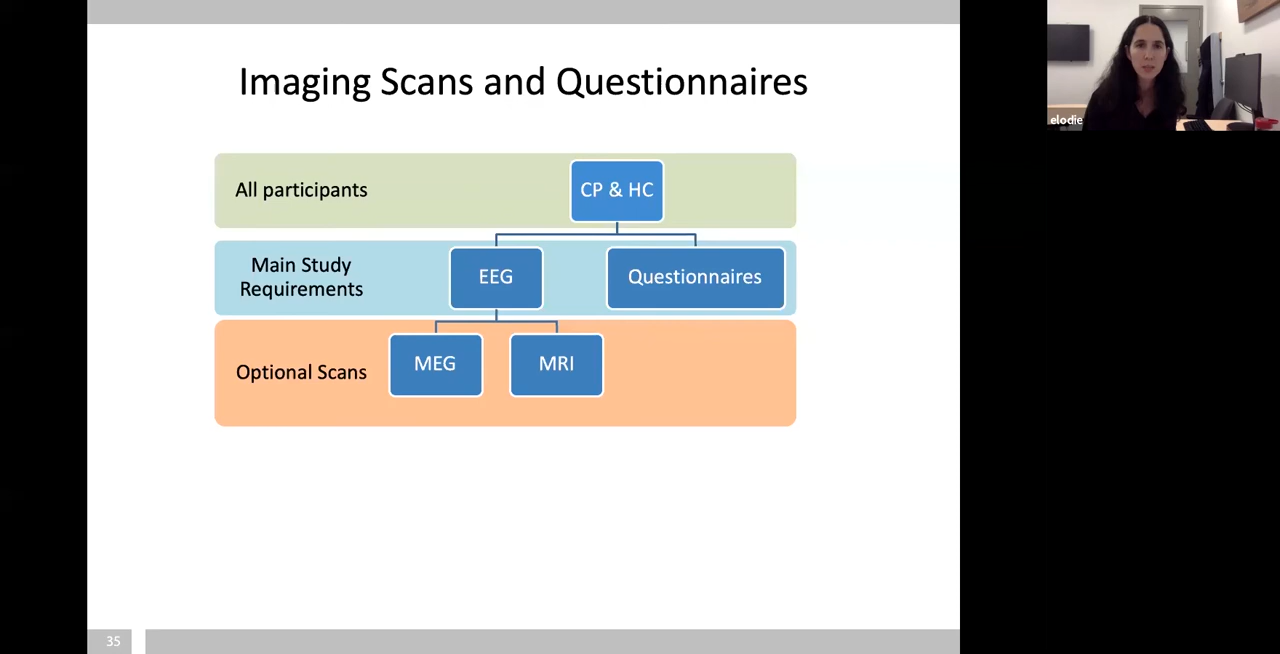 Imaging Scans and Questionnaires
All participants
CP & HC
Main Study
Requirements
EEG
Questionnaires
Optional Scans
MEG
MRI
35
elodie